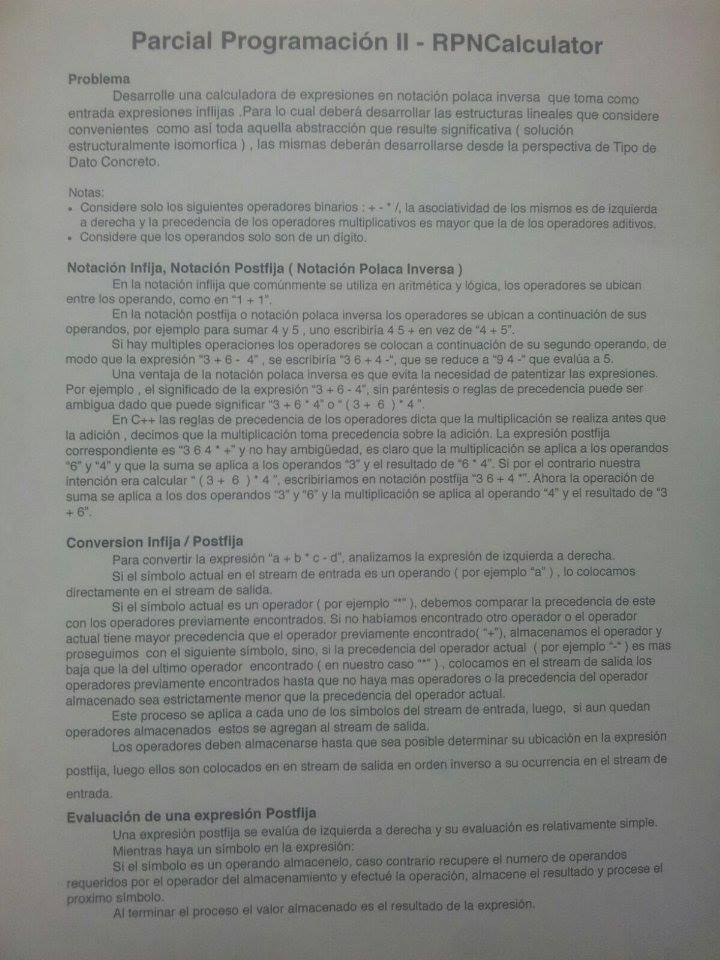 Parcial Programación II - RPNCalculator
Problema
Desarrolle una calculadora de expresiones en notación polaca inversa que toma como
entrada expresiones inflijas .Para lo cual deberá desarrollar las estructuras lineales que considere
convenientes como así toda aquella abstracción que resulte significativa ( solución
estructuralmente isomorfica ) , las mismas deberán desarrollarse desde la perspectiva de Tipo de
Dato Concreto.
Notas:
• Considere solo los siguientes operadores binarios : + - * /, la asociatividad de los mismos es de izquierda
a derecha y la precedencia de los operadores multiplicativos es mayor que la de los operadores aditivos.
• Considere que los operandos solo son de un dígito.
Notación Infija, Notación Postfija ( Notación Polaca Inversa )
En la notación inflija que comúnmente se utiliza en aritmética y lógica, los operadores se ubican
entre los operando, como en "1 + 1".
En la notación postfija o notación polaca inversa los operadores se ubican a continuación de sus
operandos, por ejemplo para sumar 4 y 5 , uno escribiría 4 5 + en vez de "4 + 5".
Si hay multiples operaciones los operadores se colocan a continuación de su segundo operando, de
modo que la expresión "3 + 6 - 4" , se escribiría "3 6 + 4 -", que se reduce a "9 4 -" que evalúa a 5.
Una ventaja de la notación polaca inversa es que evita la necesidad de patentizar las expresiones.
Por ejemplo , el significado de la expresión "3 + 6 - 4", sin paréntesis o reglas de precedencia puede ser
ambigua dado que puede significar "3 + 6 * 4" o " ( 3 + 6 ) * 4 ".
En C++ las reglas de precedencia de los operadores dicta que la multiplicación se realiza antes que
la adición , decimos que la multiplicación toma precedencia sobre la adición. La expresión postfija
correspondiente es "3 6 4 * +" y no hay ambigüedad, es claro que la multiplicación se aplica a los operandos
"6" y "4" y que la suma se aplica a los operandos "3" y el resultado de "6 * 4". Si por el contrario nuestra
intención era calcular " ( 3 + 6 ) * 4 ", escribiríamos en notación postfija "3 6 + 4 *". Ahora la operación de
suma se aplica a los dos operandos "3" y "6" y la multiplicación se aplica al operando "4" y el resultado de "3
+ 6".
Conversion Infija / Postfija
Para convertir la expresión "a + b * c - d", analizamos la expresión de izquierda a derecha.
Si el símbolo actual en el stream de entrada es un operando ( por ejemplo "a" ) , lo colocamos
directamente en el stream de salida.
Si el símbolo actual es un operador ( por ejemplo "*" ), debemos comparar la precedencia de este
con los operadores previamente encontrados. Si no habíamos encontrado otro operador o el operador
actual tiene mayor precedencia que el operador previamente encontrado( "+"), almacenamos el operador y
proseguimos con el siguiente símbolo, sino, si la precedencia del operador actual ( por ejemplo "-" ) es mas
baja que la del ultimo operador encontrado ( en nuestro caso "*" ) , colocamos en el stream de salida los
operadores previamente encontrados hasta que no haya mas operadores o la precedencia del operador
almacenado sea estrictamente menor que la precedencia del operador actual.
Este proceso se aplica a cada uno de los símbolos del stream de entrada, luego, si aun quedan
operadores almacenados estos se agregan al stream de salida.
Los operadores deben almacenarse hasta que sea posible determinar su ubicación en la expresión
postfija, luego ellos son colocados en en stream de salida en orden inverso a su ocurrencia en el stream de
entrada.
Evaluación de una expresión Postfija
Una expresión postfija se evalúa de izquierda a derecha y su evaluación es relativamente simple.
Mientras haya un símbolo en la expresión:
Si el símbolo es un operando almacenelo, caso contrario recupere el numero de operandos
requeridos por el operador del almacenamiento y efectué la operación, almacene el resultado y procese el
proximo símbolo.
Al terminar el proceso el valor almacenado es el resultado de la expresión.